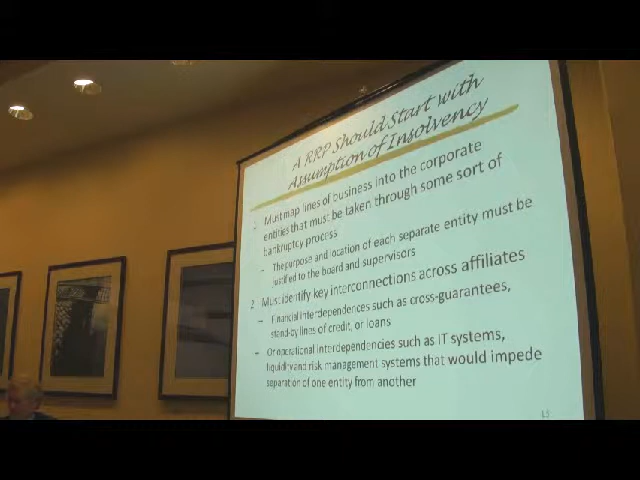 A RRP Should Start with
Assumption of Insolvency
Must map lines of business into the corporate
entities that must be taken through some sort of
bankruptcy process
– The purpose and location of each separate entity must be
justified to the board and supervisors
2. Must identify key interconnections across affiliates
– Financial interdependences such as cross-guarantees,
stand-by lines of credit, or loans
– Or operational interdependencies such as IT systems,
liquidity and risk management systems that would impede
separation of one entity from another